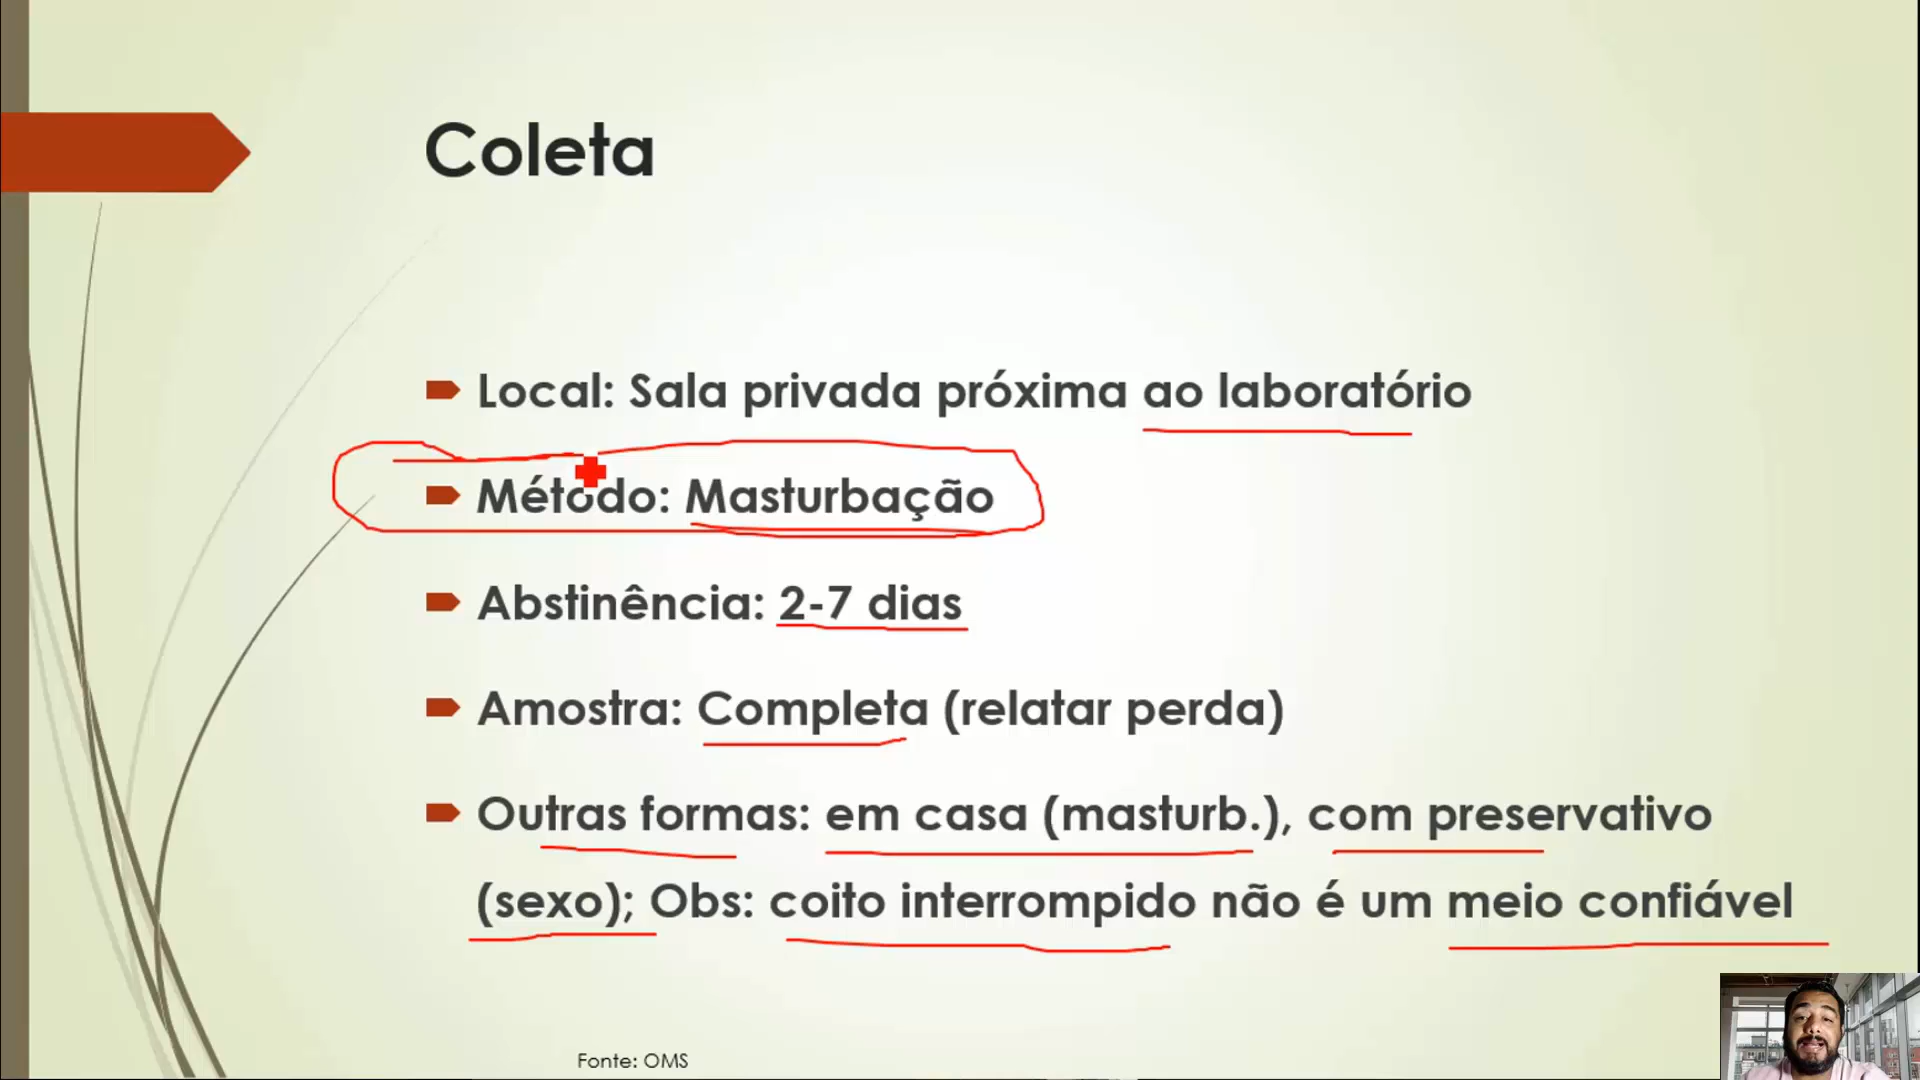 Coleta
Local: Sala privada próxima ao laboratório
Método: Masturbação
Abstinência: 2-7 dias
Amostra: Completa (relatar perda)
Outras formas: em casa (masturb.), com preservativo
(sexo); Obs: coito interrompido não é um meio confiável
Fonte: OMS